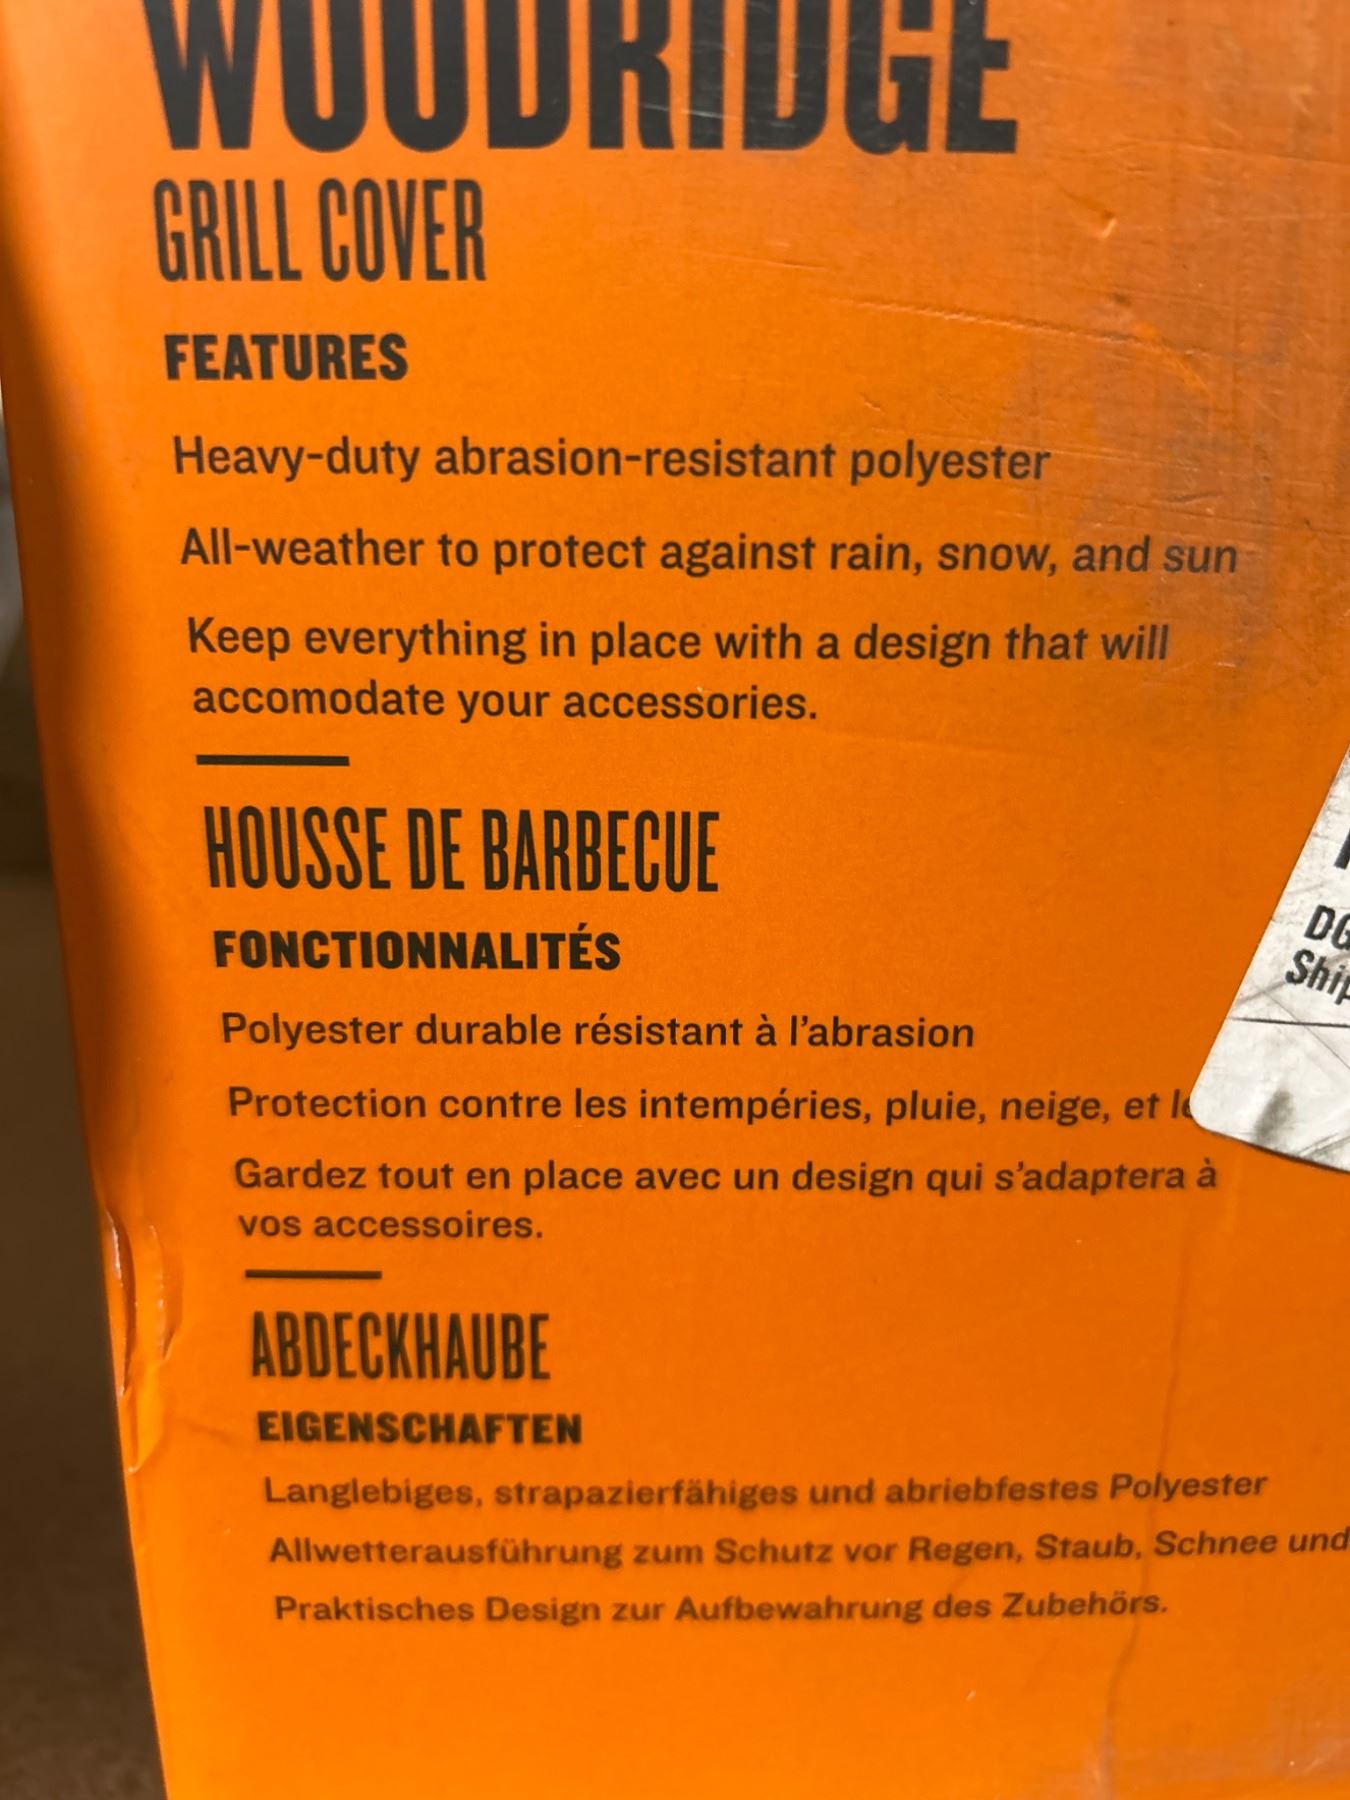 WOODRIDGE
GRILL COVER
FEATURES
Heavy-duty abrasion-resistant polyester
All-weather to protect against rain, snow, and sun
Keep everything in place with a design that will
accomodate your accessories.
HOUSSE DE BARBECUE
FONCTIONNALITÉS
Polyester durable résistant à l'abrasion
Protection contre les intempéries, pluie, neige, et
Gardez tout en place avec un design qui s'adaptera à
vos accessoires.
ABDECKHAUBE
EIGENSCHAFTEN
Langlebiges, strapazierfähiges und abriebfestes Polyester
Allwetterausführung zum Schutz vor Regen, Staub, Schnee und
Praktisches Design zur Aufbewahrung des Zubehörs.